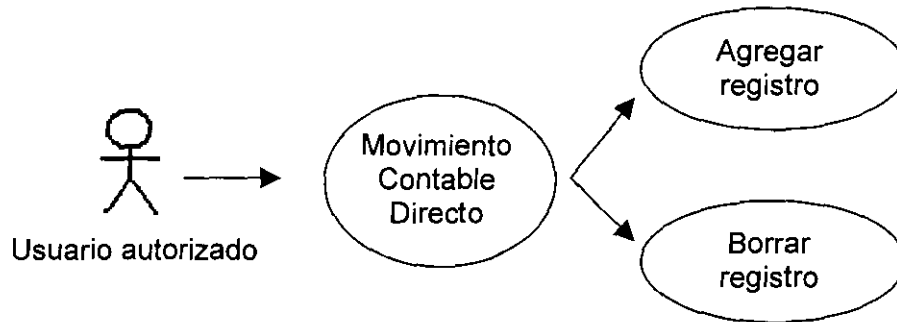 Agregar
registro
Movimiento
Contable
Directo
Usuario autorizado
Borrar
registro